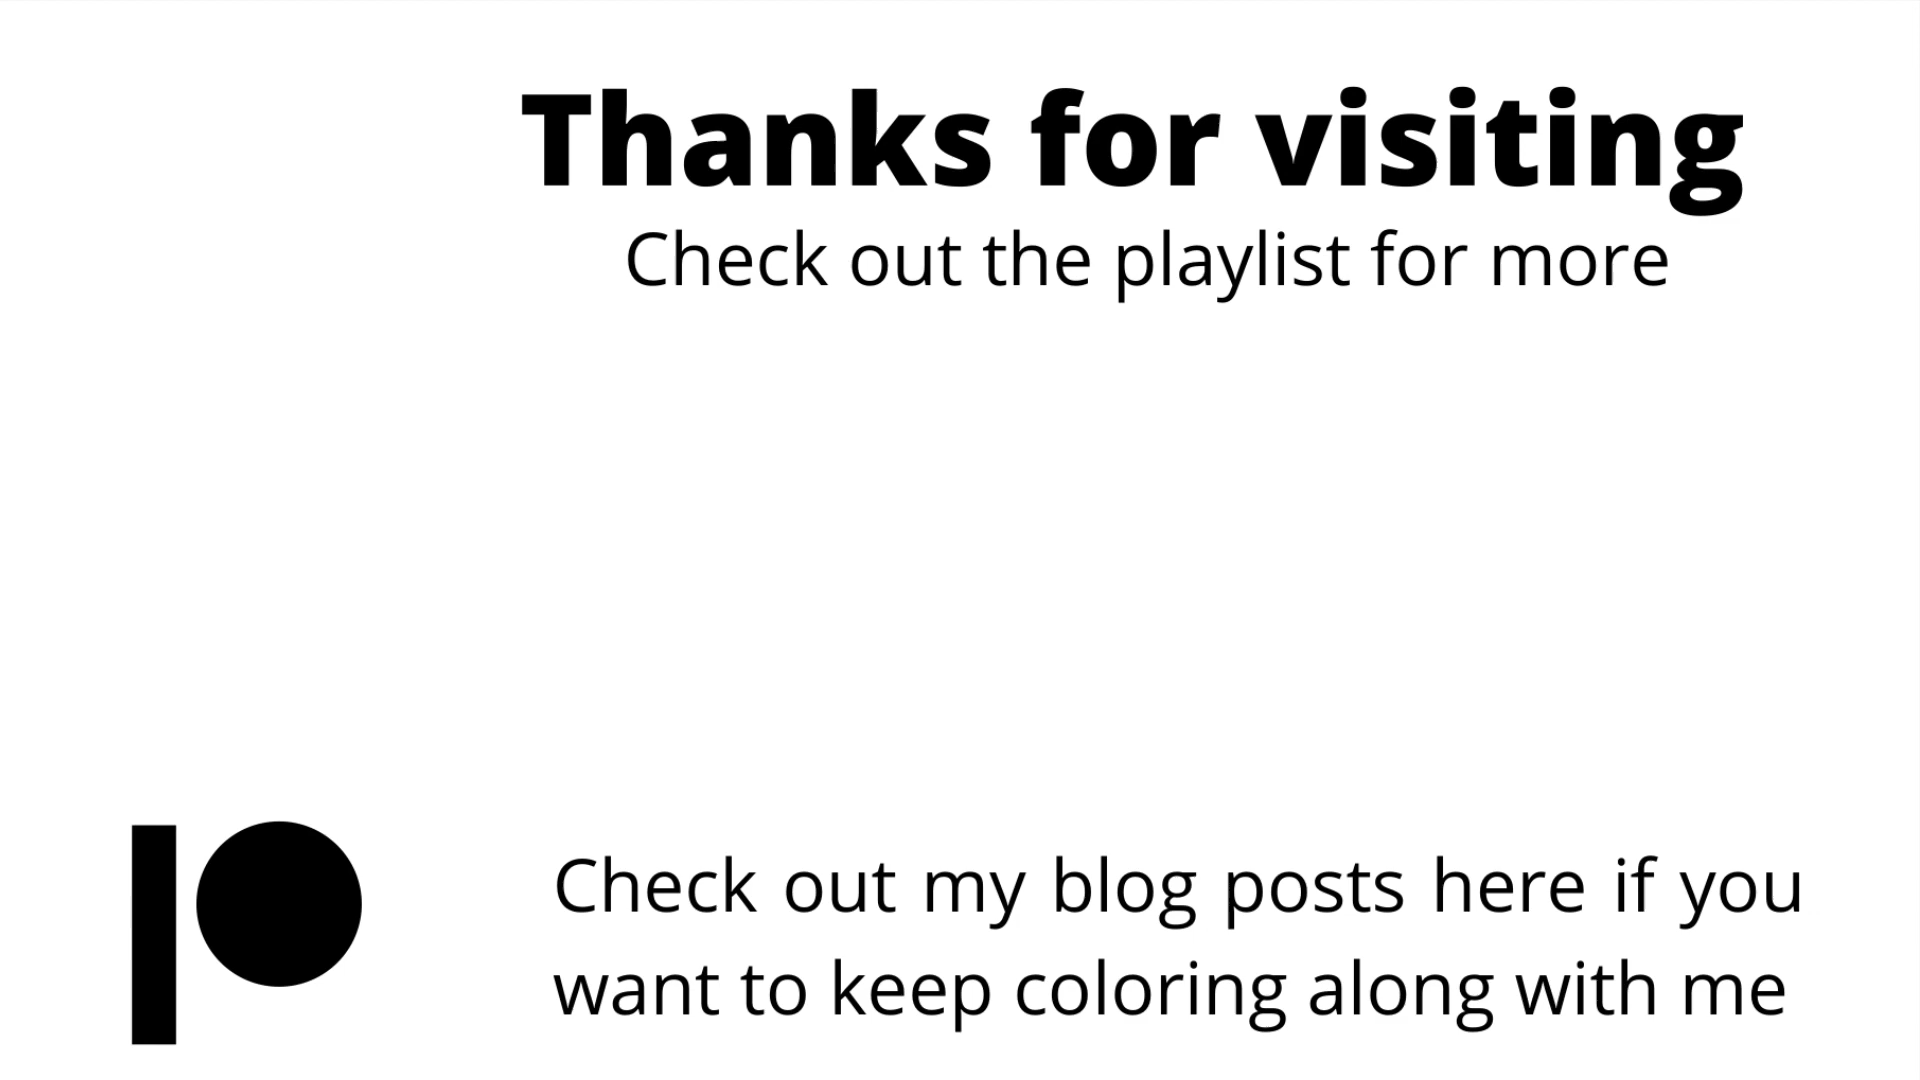 Thanks for visiting
Check out the playlist for more
Check out my blog posts here if you
want to keep coloring along with me